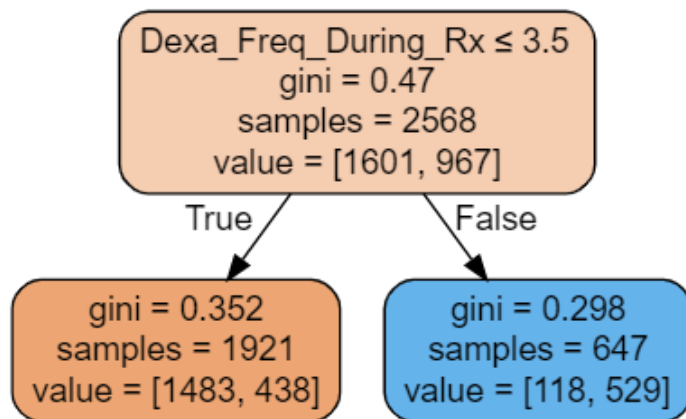 Dexa_Freq_During_Rx ≤ 3.5
gini = 0.47
samples = 2568
value = [1601, 967]
True
False
gini = 0.352
samples = 1921
value = [1483, 438]
gini = 0.298
samples = 647
value = [118, 529]